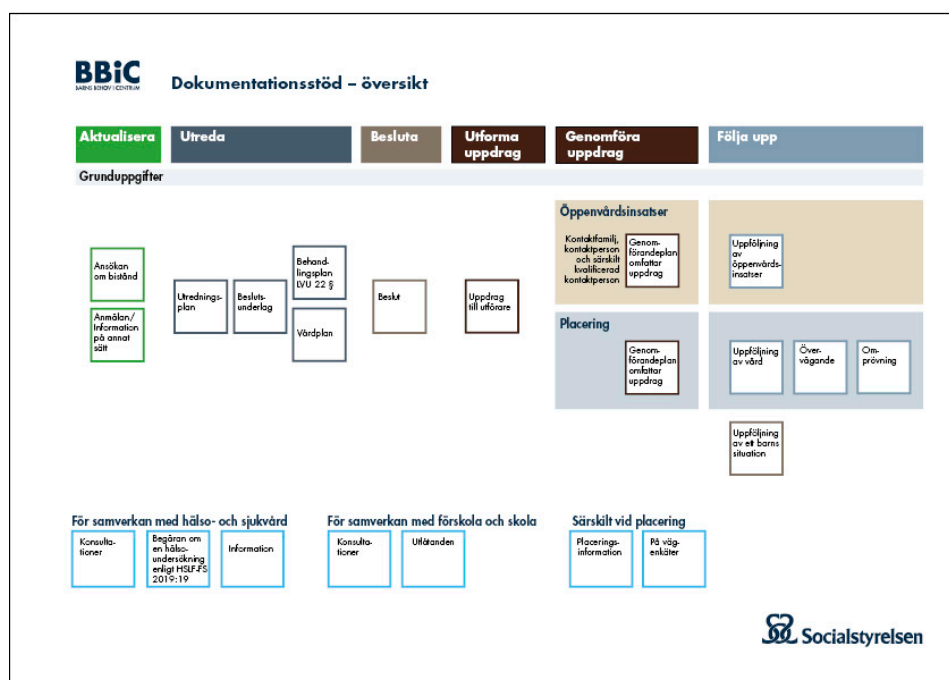 BBiC
BARNS BEHOV I CENTRUM
Dokumentationsstöd – översikt
Aktualisera
Utreda
Besluta
Utforma
uppdrag
Genomföra
uppdrag
Följa upp
Grunduppgifter
Ansökan
om bistånd
Anmälan/
Information
på annat
sätt
Utrednings-
plan
Besluts-
underlag
Behand-
lingsplan
LVU 22 §
Vårdplan
Beslut
Uppdrag
till utförare
Öppenvårdsinsatser
Kontaktfamilj,
kontaktperson
och särskilt
kvalificerad
kontaktperson
Genom-
förandeplan
omfattar
uppdrag
Uppföljning
av
öppenvårds-
insatser
Placering
Genom-
förandeplan
omfattar
uppdrag
Uppföljning
av vård
Över-
vägande
Om-
prövning
Uppföljning
av ett barns
situation
För samverkan med hälso- och sjukvård
Konsulta-
tioner
Begäran om
en hälso-
undersökning
enligt HSLF-FS
2019:19
Information
För samverkan med förskola och skola
Konsulta-
tioner
Utlåtanden
Särskilt vid placering
Placerings-
information
På väg-
enkäter
Socialstyrelsen